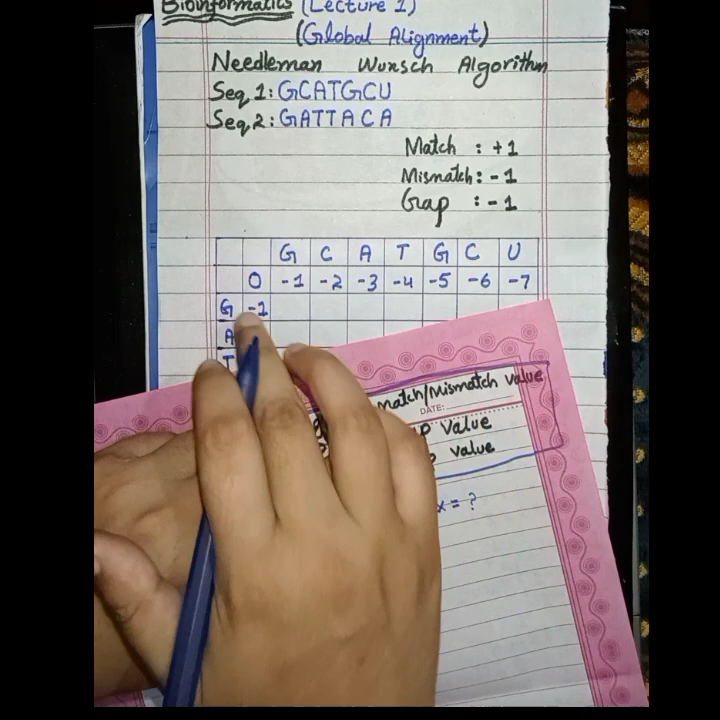 Bioinformatics (Lecture 1)
(Global Alignment)
Needleman Wunsch Algorithm
Seq 1: GCATGCU
Seq 2: GATTACA
Match : +1
Mismatch: -1
Gap : -1
G C A T G C U
0 -1 -2 -3 -4 -5 -6 -7
G -1
A
T
Match/Mismatch value
DATE:
value
value
x = ?